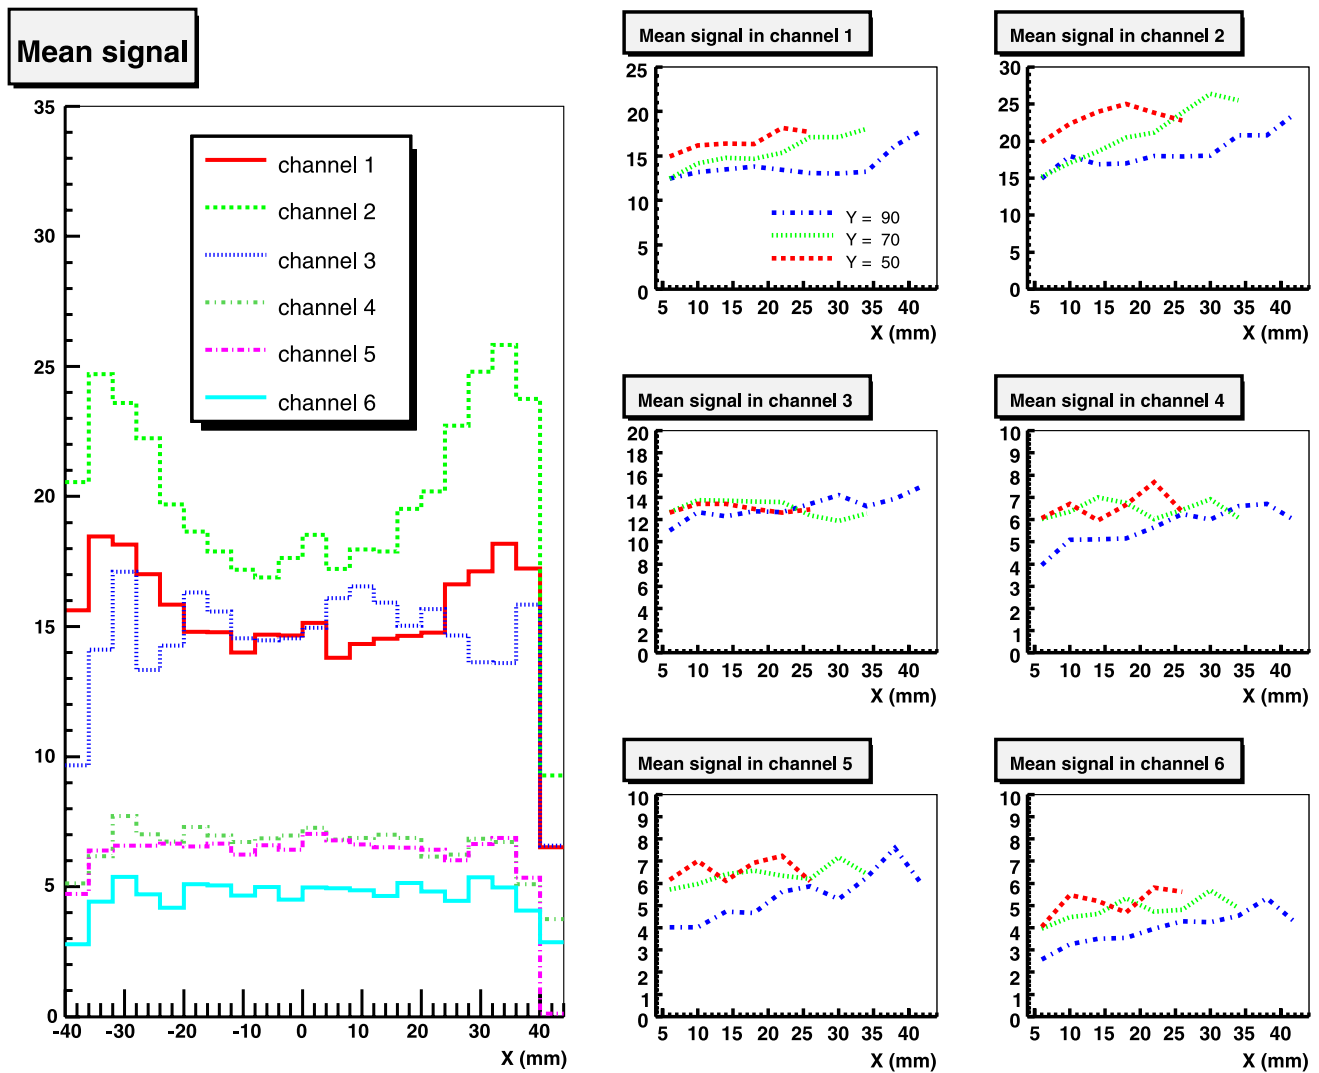 Mean signal
35
30
25
20
15
10
5
0
-40 -30 -20 -10 0 10 20 30 40
X (mm)
channel 1
channel 2
channel 3
channel 4
channel 5
channel 6
Mean signal in channel 1
25
20
15
10
5
0
5 10 15 20 25 30 35 40
X (mm)
Y = 90
Y = 70
Y = 50
Mean signal in channel 2
30
25
20
15
10
5
0
5 10 15 20 25 30 35 40
X (mm)
Mean signal in channel 3
20
18
16
14
12
10
8
6
4
2
0
5 10 15 20 25 30 35 40
X (mm)
Mean signal in channel 4
10
9
8
7
6
5
4
3
2
1
0
5 10 15 20 25 30 35 40
X (mm)
Mean signal in channel 5
10
9
8
7
6
5
4
3
2
1
0
5 10 15 20 25 30 35 40
X (mm)
Mean signal in channel 6
10
9
8
7
6
5
4
3
2
1
0
5 10 15 20 25 30 35 40
X (mm)